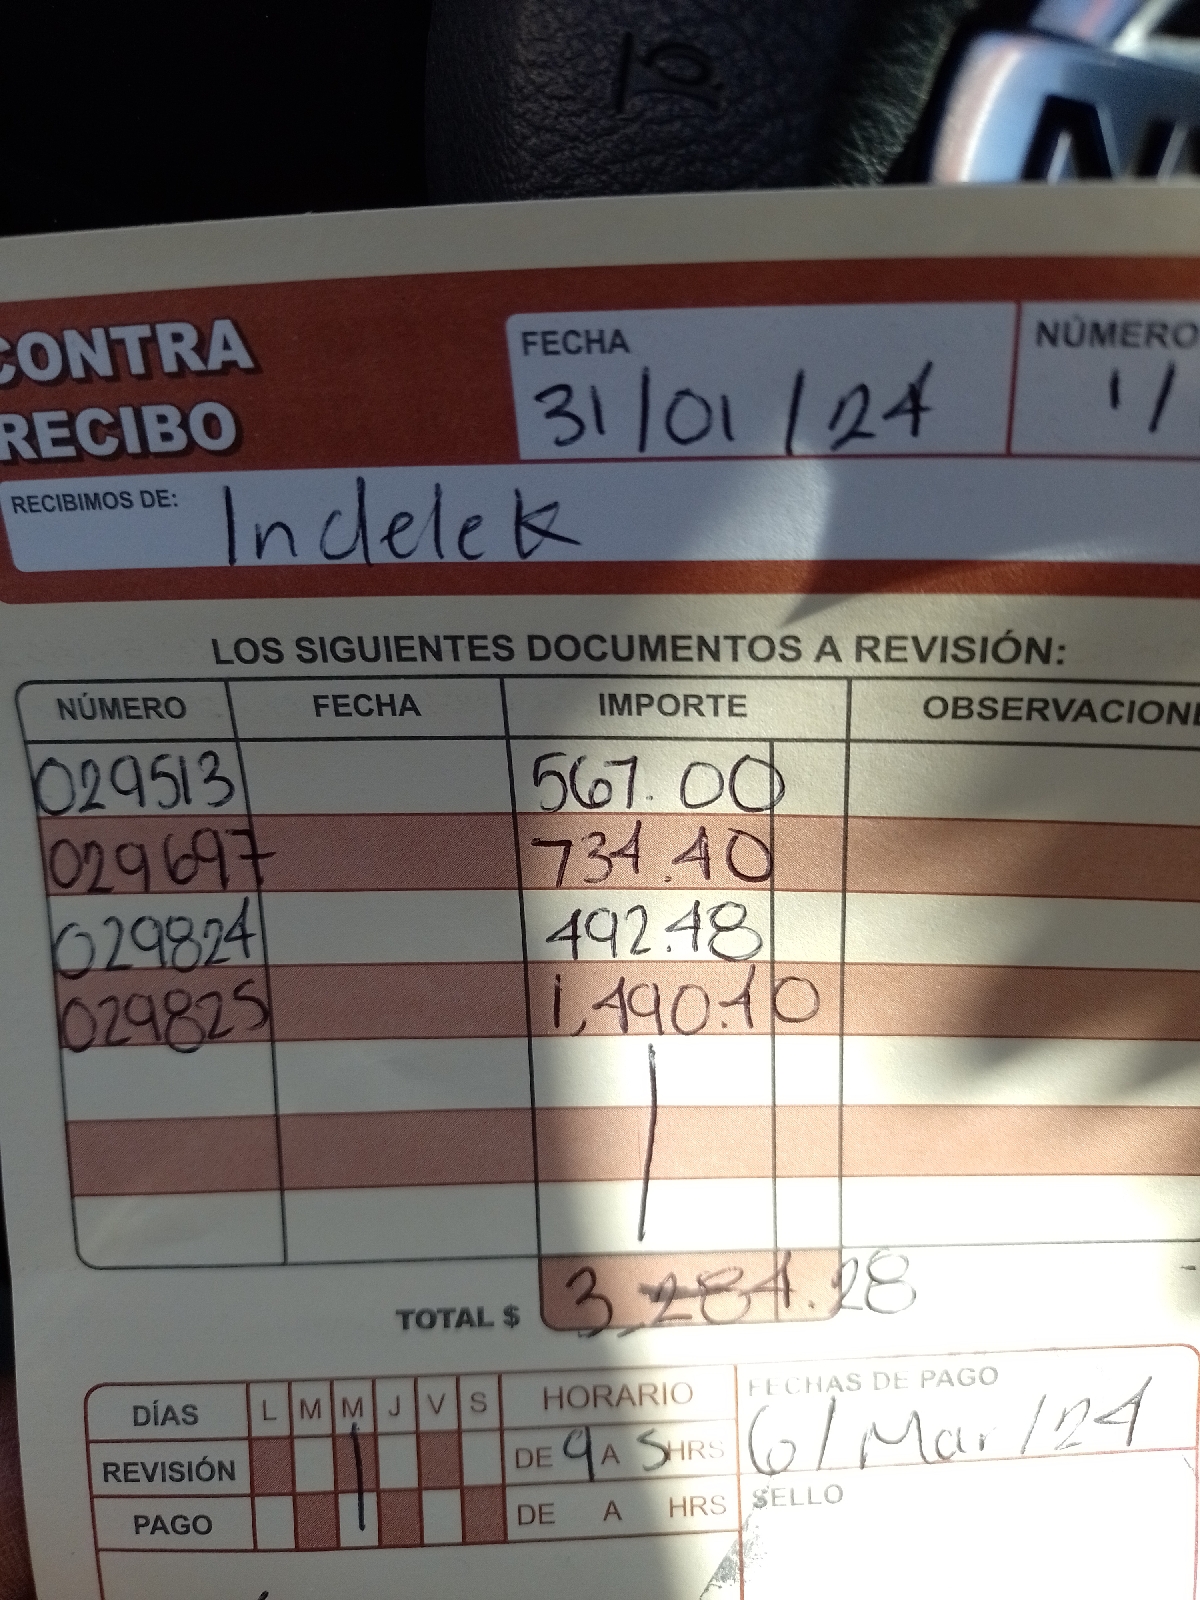 CONTRA
RECIBO
FECHA
31/01/24
NÚMERO
1/
RECIBIMOS DE: Indelek
LOS SIGUIENTES DOCUMENTOS A REVISIÓN:
NÚMERO FECHA IMPORTE OBSERVACION
029513 567.00
029697 734.40
029824 492.48
029825 1,490.40
TOTAL $ 3,284.28
DÍAS L M M J V S HORARIO
REVISIÓN DE 9 A 5 HRS
PAGO DE A HRS
FECHAS DE PAGO
6/Mar/24
SELLO